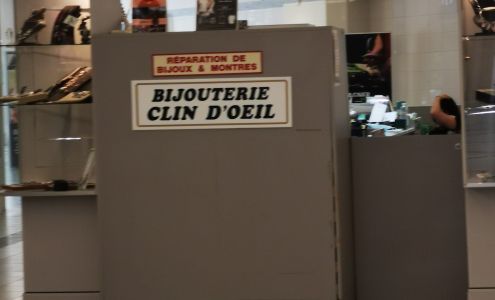 RÉPARATION DE
BIJOUX & MONTRES
BIJOUTERIE
CLIN D'OEIL